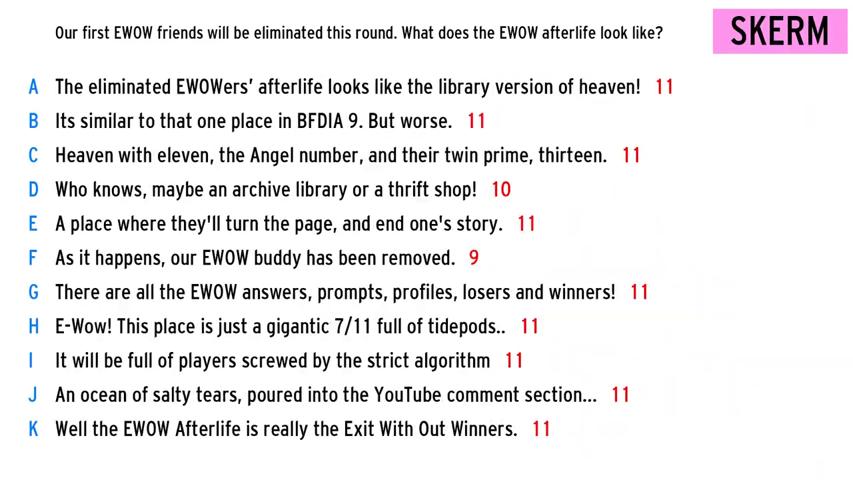 Our first EWOW friends will be eliminated this round. What does the EWOW afterlife look like?
SKERM
A The eliminated EWOWers' afterlife looks like the library version of heaven! 11
B Its similar to that one place in BFDIA 9. But worse. 11
C Heaven with eleven, the Angel number, and their twin prime, thirteen. 11
D Who knows, maybe an archive library or a thrift shop! 10
E A place where they'll turn the page, and end one's story. 11
F As it happens, our EWOW buddy has been removed. 9
G There are all the EWOW answers, prompts, profiles, losers and winners! 11
H E-Wow! This place is just a gigantic 7/11 full of tidepods.. 11
I It will be full of players screwed by the strict algorithm 11
J An ocean of salty tears, poured into the YouTube comment section... 11
K Well the EWOW Afterlife is really the Exit With Out Winners. 11